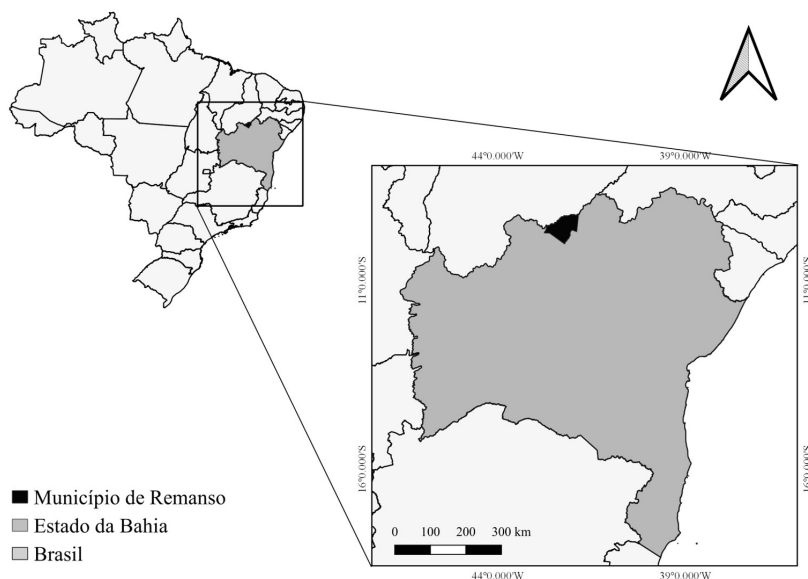 44°0.000'W
39°0.000'W
11°0.000'S
11°0.000'S
16°0.000'S
16°0.000'S
Município de Remanso
Estado da Bahia
Brasil
0 100 200 300 km
44°0.000'W
39°0.000'W